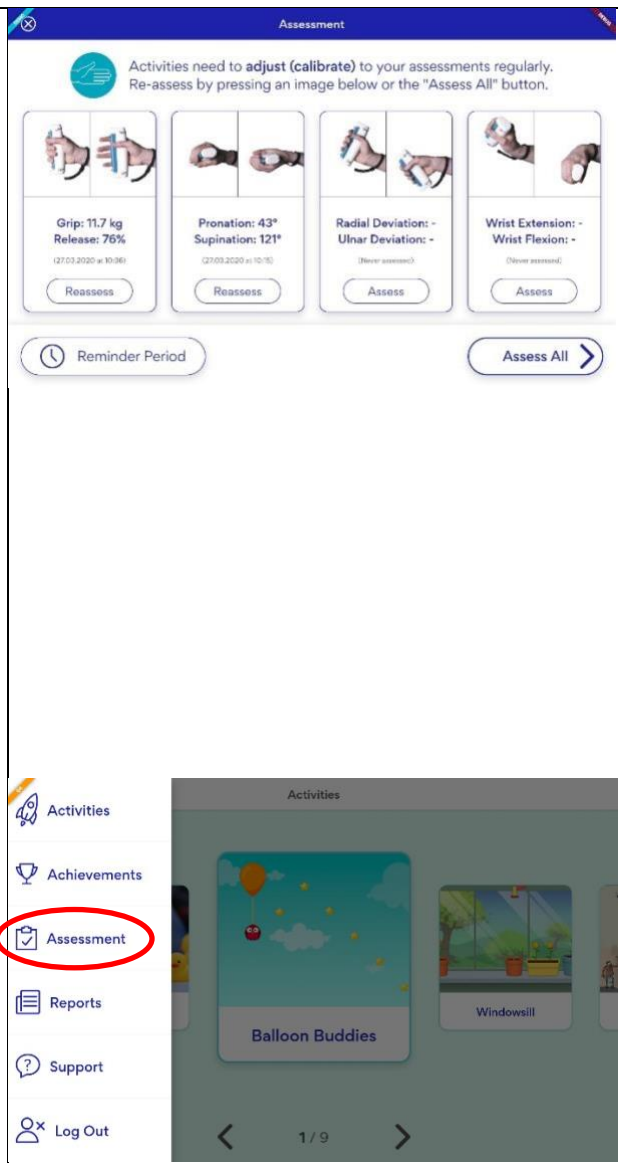 Assessment
Activities need to adjust (calibrate) to your assessments regularly.
Re-assess by pressing an image below or the "Assess All" button.
Grip: 11.7 kg
Release: 76%
(27.03.2020 at 10:06)
Reassess
Pronation: 43°
Supination: 121°
(27.03.2020 at 10:15)
Reassess
Radial Deviation: -
Ulnar Deviation: -
(Never assessed)
Assess
Wrist Extension: -
Wrist Flexion: -
(Never assessed)
Assess
Reminder Period
Assess All
Activities
Achievements
Assessment
Reports
Support
Log Out
Activities
Balloon Buddies
Windowsill
1 / 9